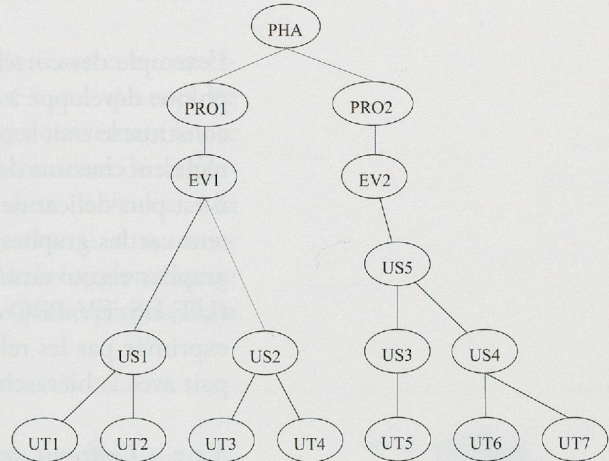 PHA
PRO1 PRO2
EV1 EV2
US5
US1 US2 US3 US4
UT1 UT2 UT3 UT4 UT5 UT6 UT7